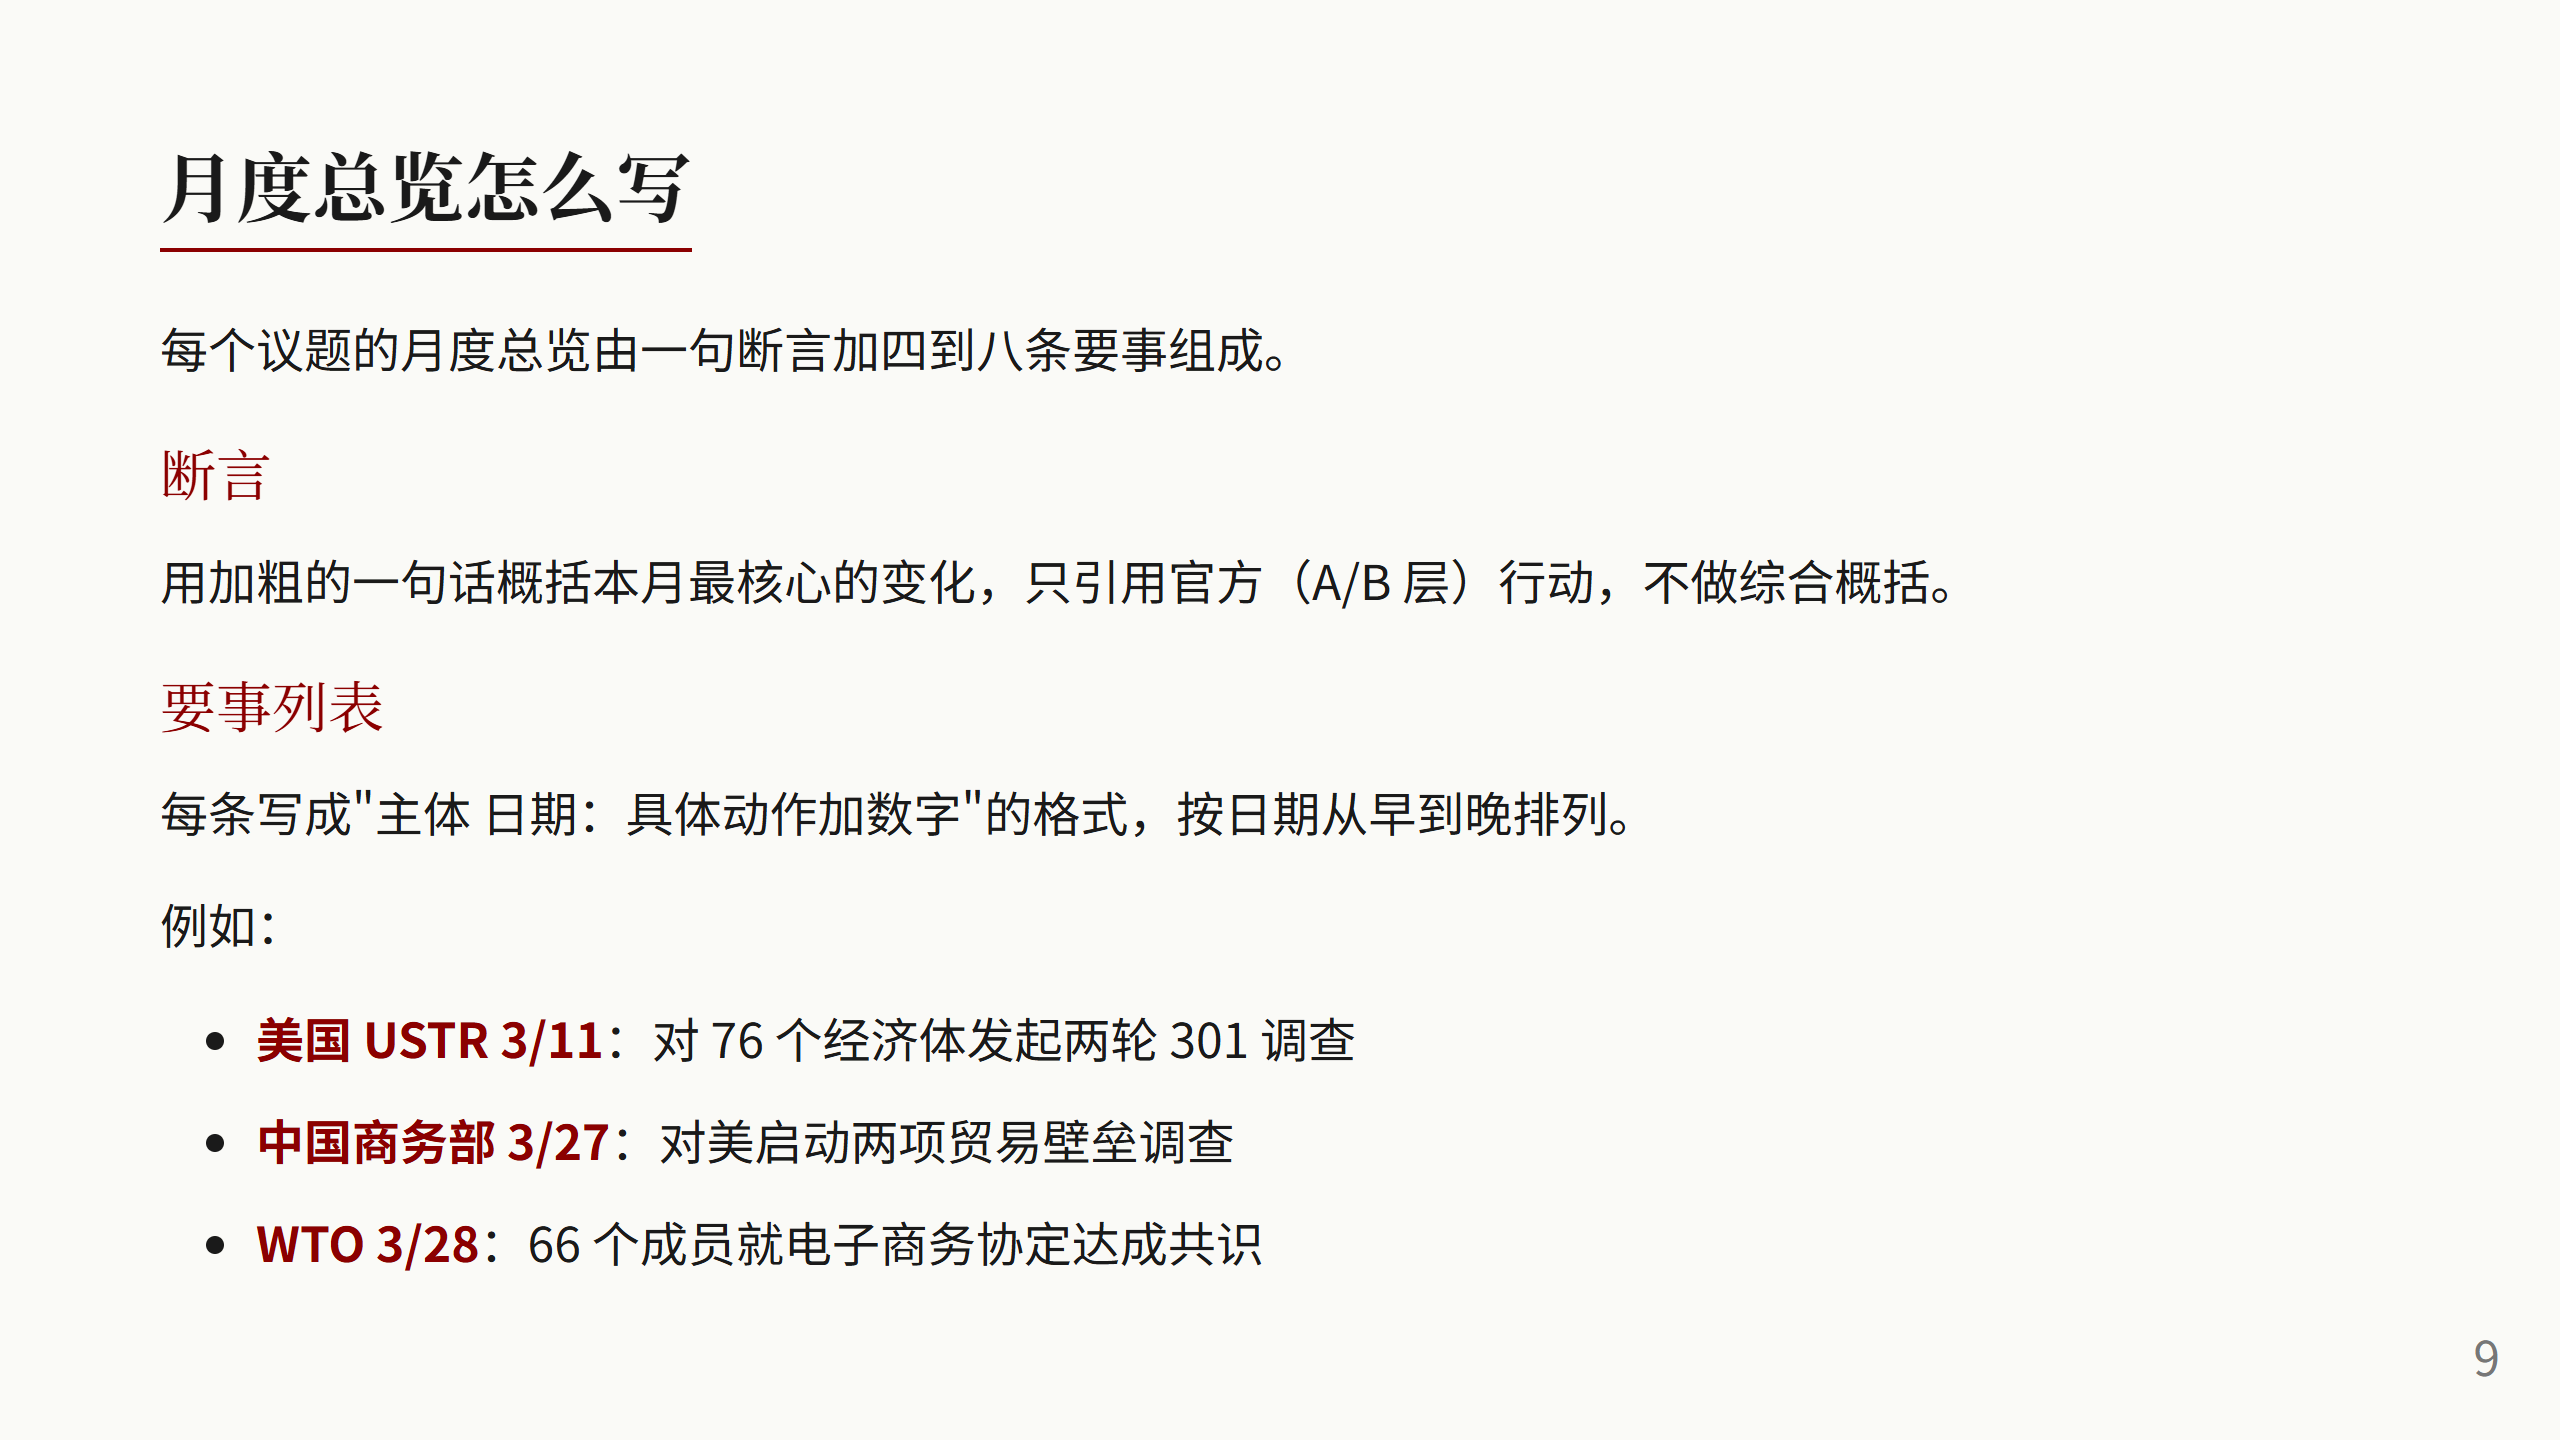 月度总览怎么写
每个议题的月度总览由一句断言加四到八条要事组成。
断言
用加粗的一句话概括本月最核心的变化，只引用官方（A/B 层）行动，不做综合概括。
要事列表
每条写成"主体 日期：具体动作加数字"的格式，按日期从早到晚排列。
例如：
• 美国 USTR 3/11：对 76 个经济体发起两轮 301 调查
• 中国商务部 3/27：对美启动两项贸易壁垒调查
• WTO 3/28：66 个成员就电子商务协定达成共识
9